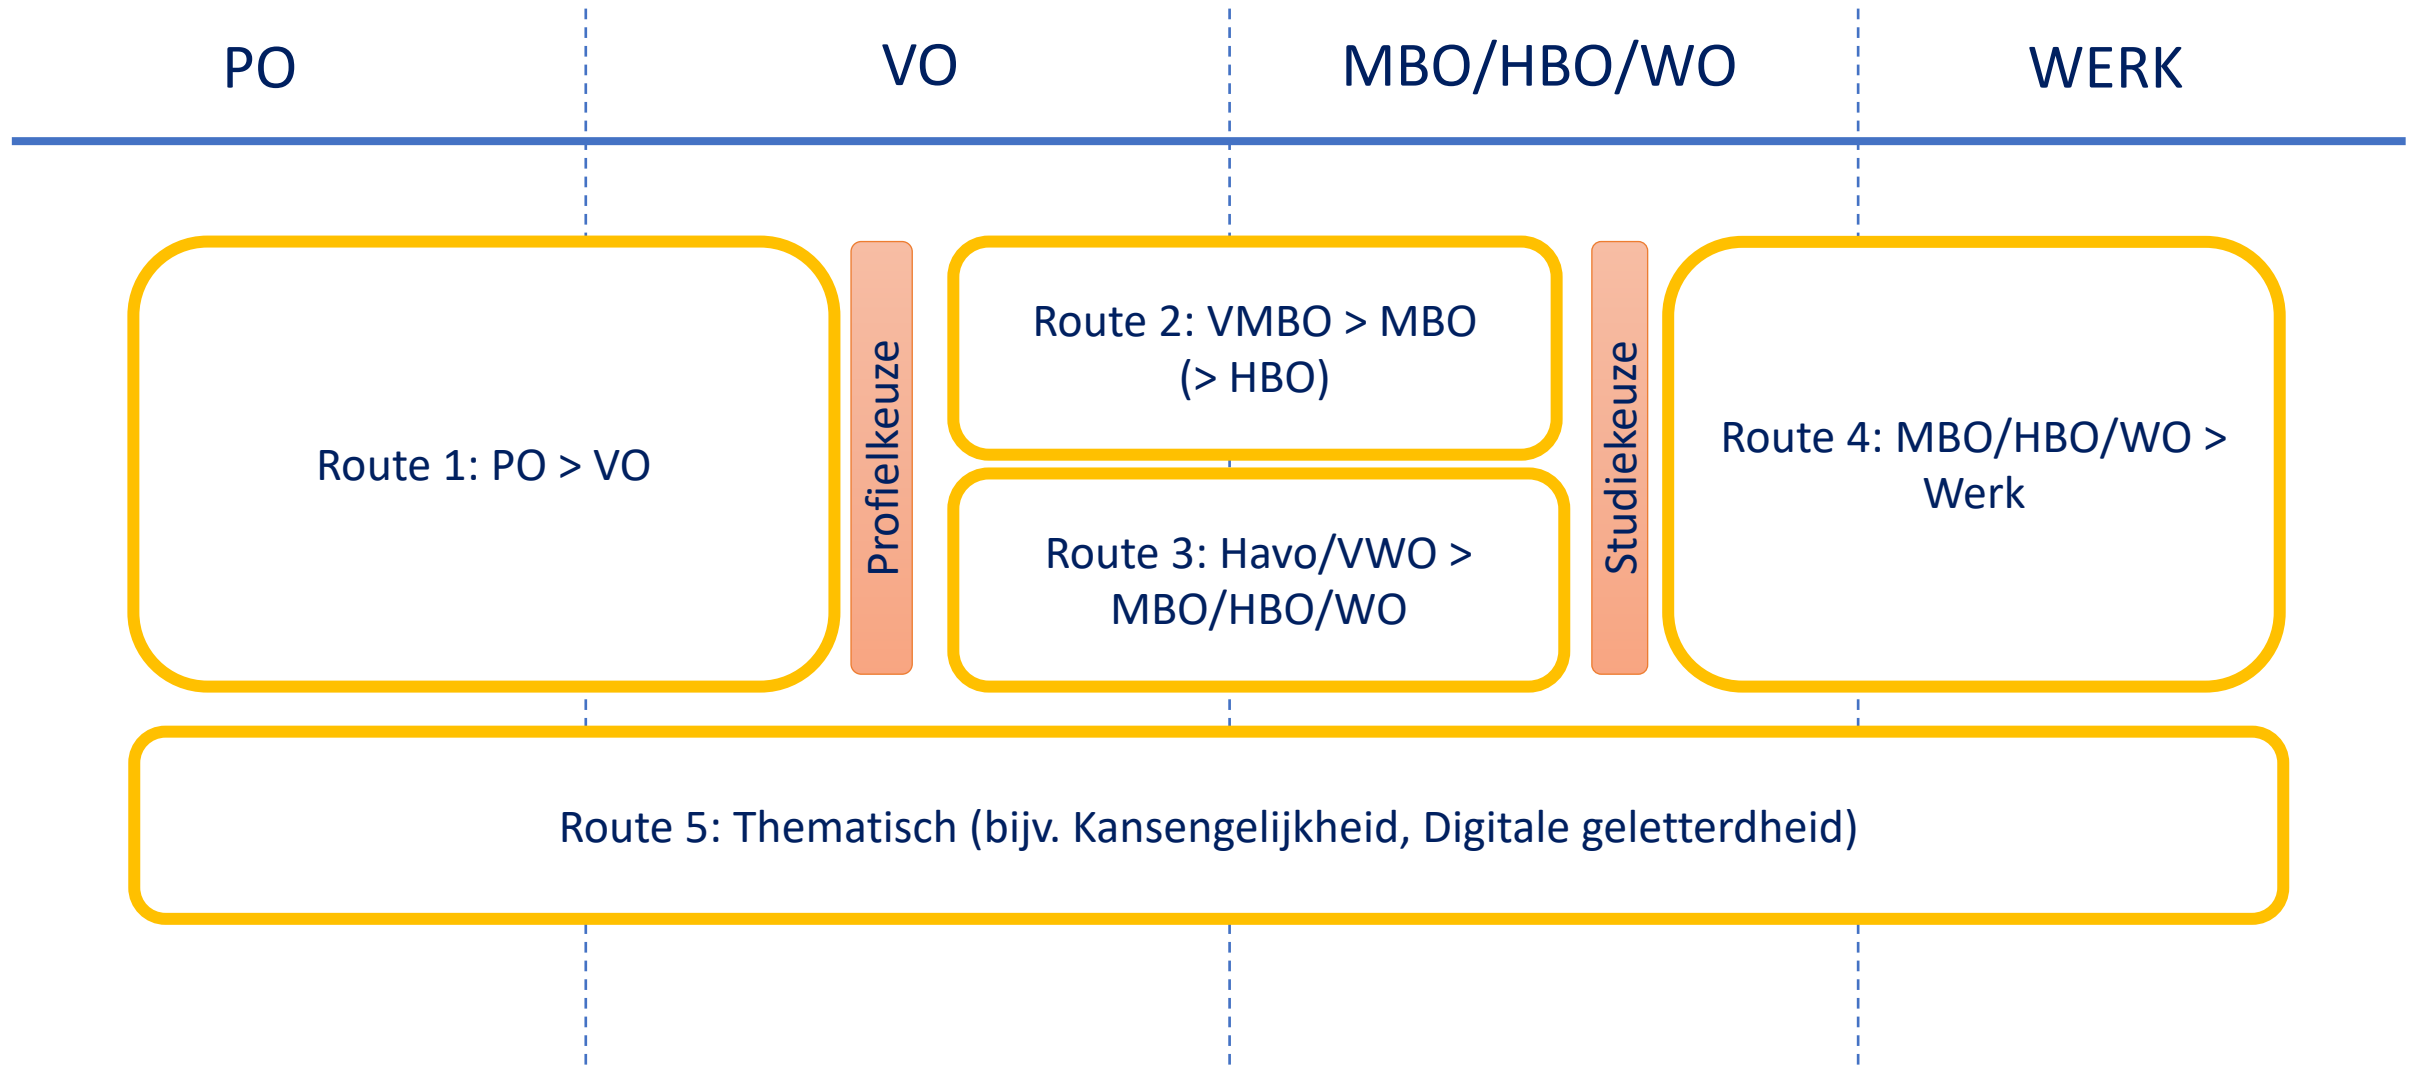 PO
VO
MBO/HBO/WO
WERK
Route 1: PO > VO
Profielkeuze
Route 2: VMBO > MBO
(> HBO)
Route 3: Havo/VWO >
MBO/HBO/WO
Studiekeuze
Route 4: MBO/HBO/WO >
Werk
Route 5: Thematisch (bijv. Kansengelijkheid, Digitale geletterdheid)